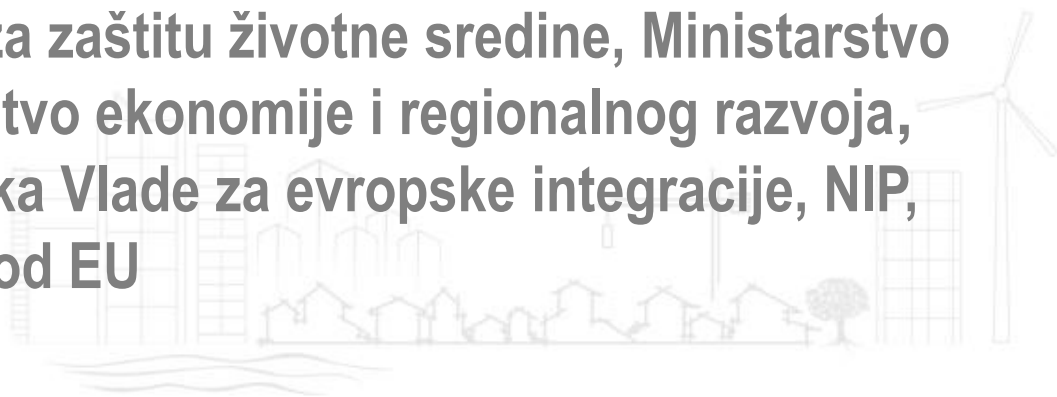 za zaštitu životne sredine, Ministarstvo
tvo ekonomije i regionalnog razvoja,
ka Vlade za evropske integracije, NIP,
od EU